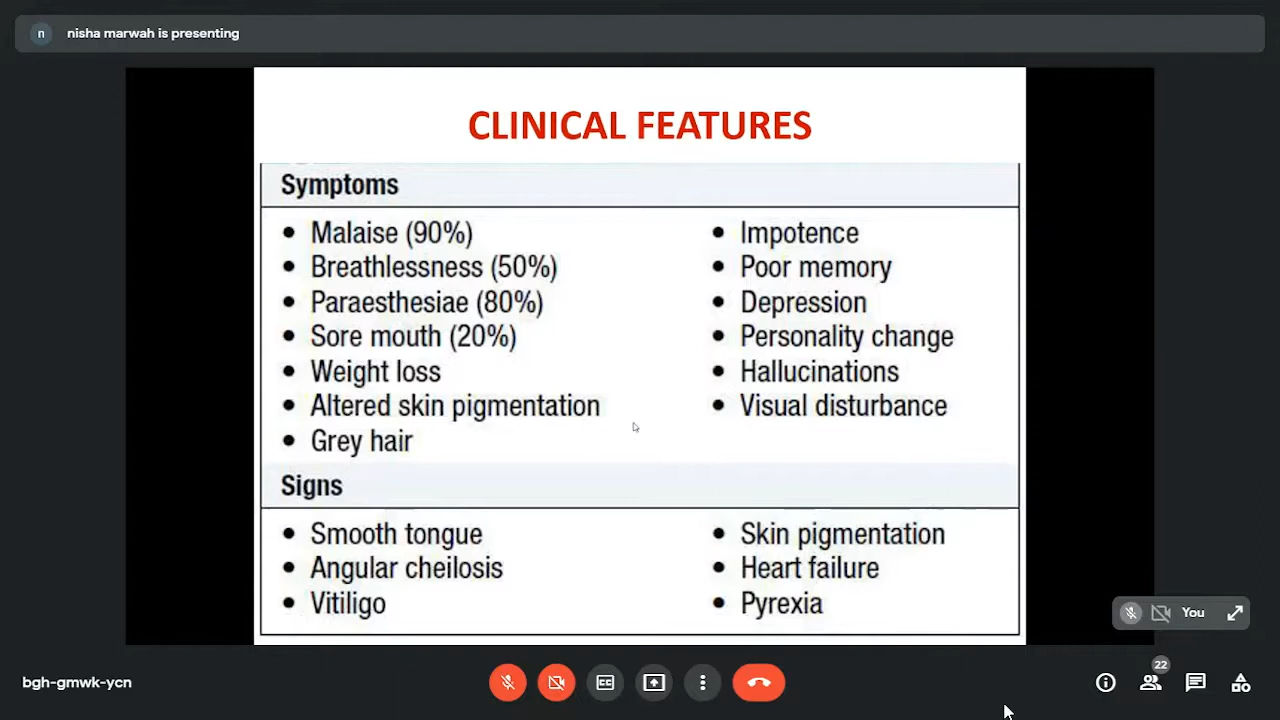 n nisha marwah is presenting
CLINICAL FEATURES
Symptoms
• Malaise (90%)
• Breathlessness (50%)
• Paraesthesiae (80%)
• Sore mouth (20%)
• Weight loss
• Altered skin pigmentation
• Grey hair
• Impotence
• Poor memory
• Depression
• Personality change
• Hallucinations
• Visual disturbance
Signs
• Smooth tongue
• Angular cheilosis
• Vitiligo
• Skin pigmentation
• Heart failure
• Pyrexia
You
bgh-gmwk-ycn
CC
22